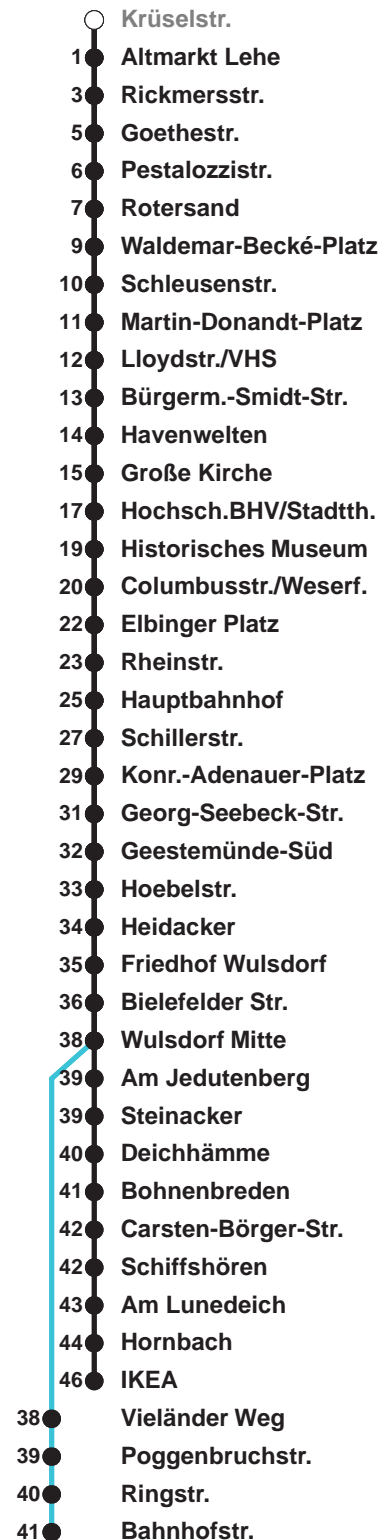 Krüselstr.
1 Altmarkt Lehe
3 Rickmersstr.
5 Goethestr.
6 Pestalozzistr.
7 Rotersand
9 Waldemar-Becké-Platz
10 Schleusenstr.
11 Martin-Donandt-Platz
12 Lloydstr./VHS
13 Bürgerm.-Smidt-Str.
14 Havenwelten
15 Große Kirche
17 Hochsch.BHV/Stadtth.
19 Historisches Museum
20 Columbusstr./Weserf.
22 Elbinger Platz
23 Rheinstr.
25 Hauptbahnhof
27 Schillerstr.
29 Konr.-Adenauer-Platz
31 Georg-Seebeck-Str.
32 Geestemünde-Süd
33 Hoebelstr.
34 Heidacker
35 Friedhof Wulsdorf
36 Bielefelder Str.
38 Wulsdorf Mitte
39 Am Jedutenberg
39 Steinacker
40 Deichhämme
41 Bohnenbreden
42 Carsten-Börger-Str.
42 Schiffshören
43 Am Lunedeich
44 Hornbach
46 IKEA
38 Vieländer Weg
39 Poggenbruchstr.
40 Ringstr.
41 Bahnhofstr.